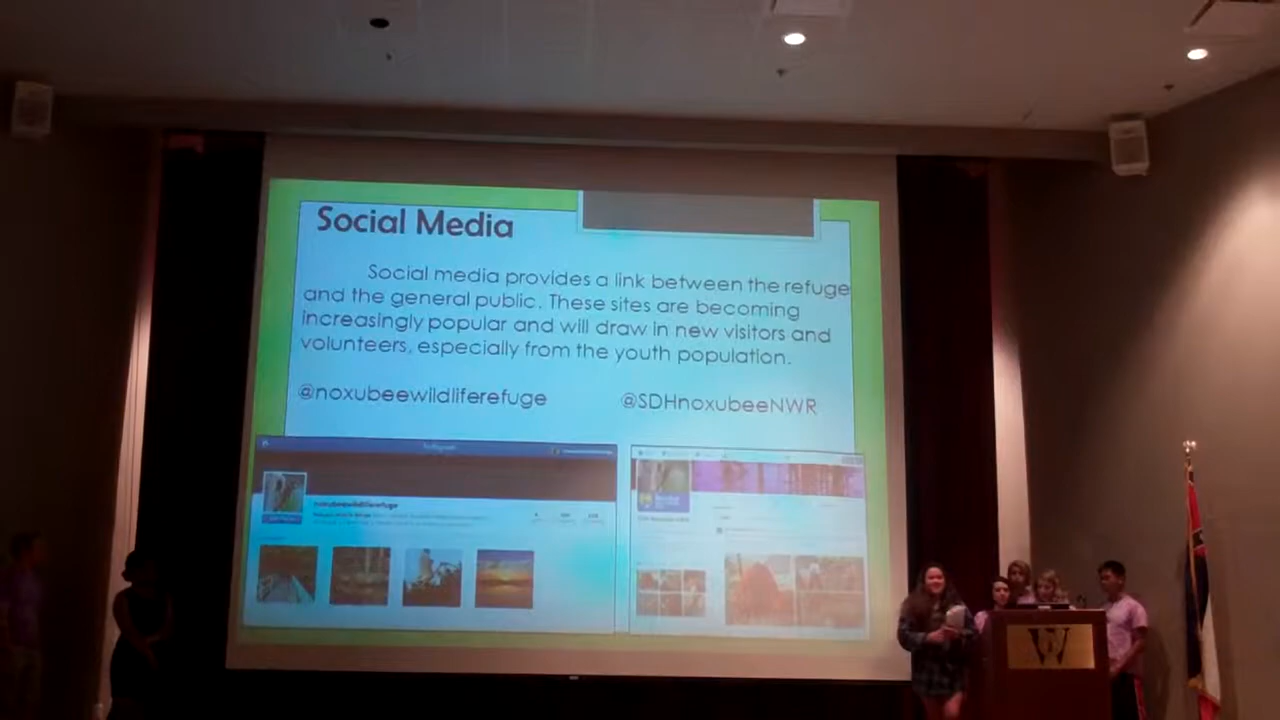 Social Media
Social media provides a link between the refuge
and the general public. These sites are becoming
increasingly popular and will draw in new visitors and
volunteers, especially from the youth population.
@noxubeewildliferefuge @SDHnoxubeeNWR
noxubeewildliferefuge
W